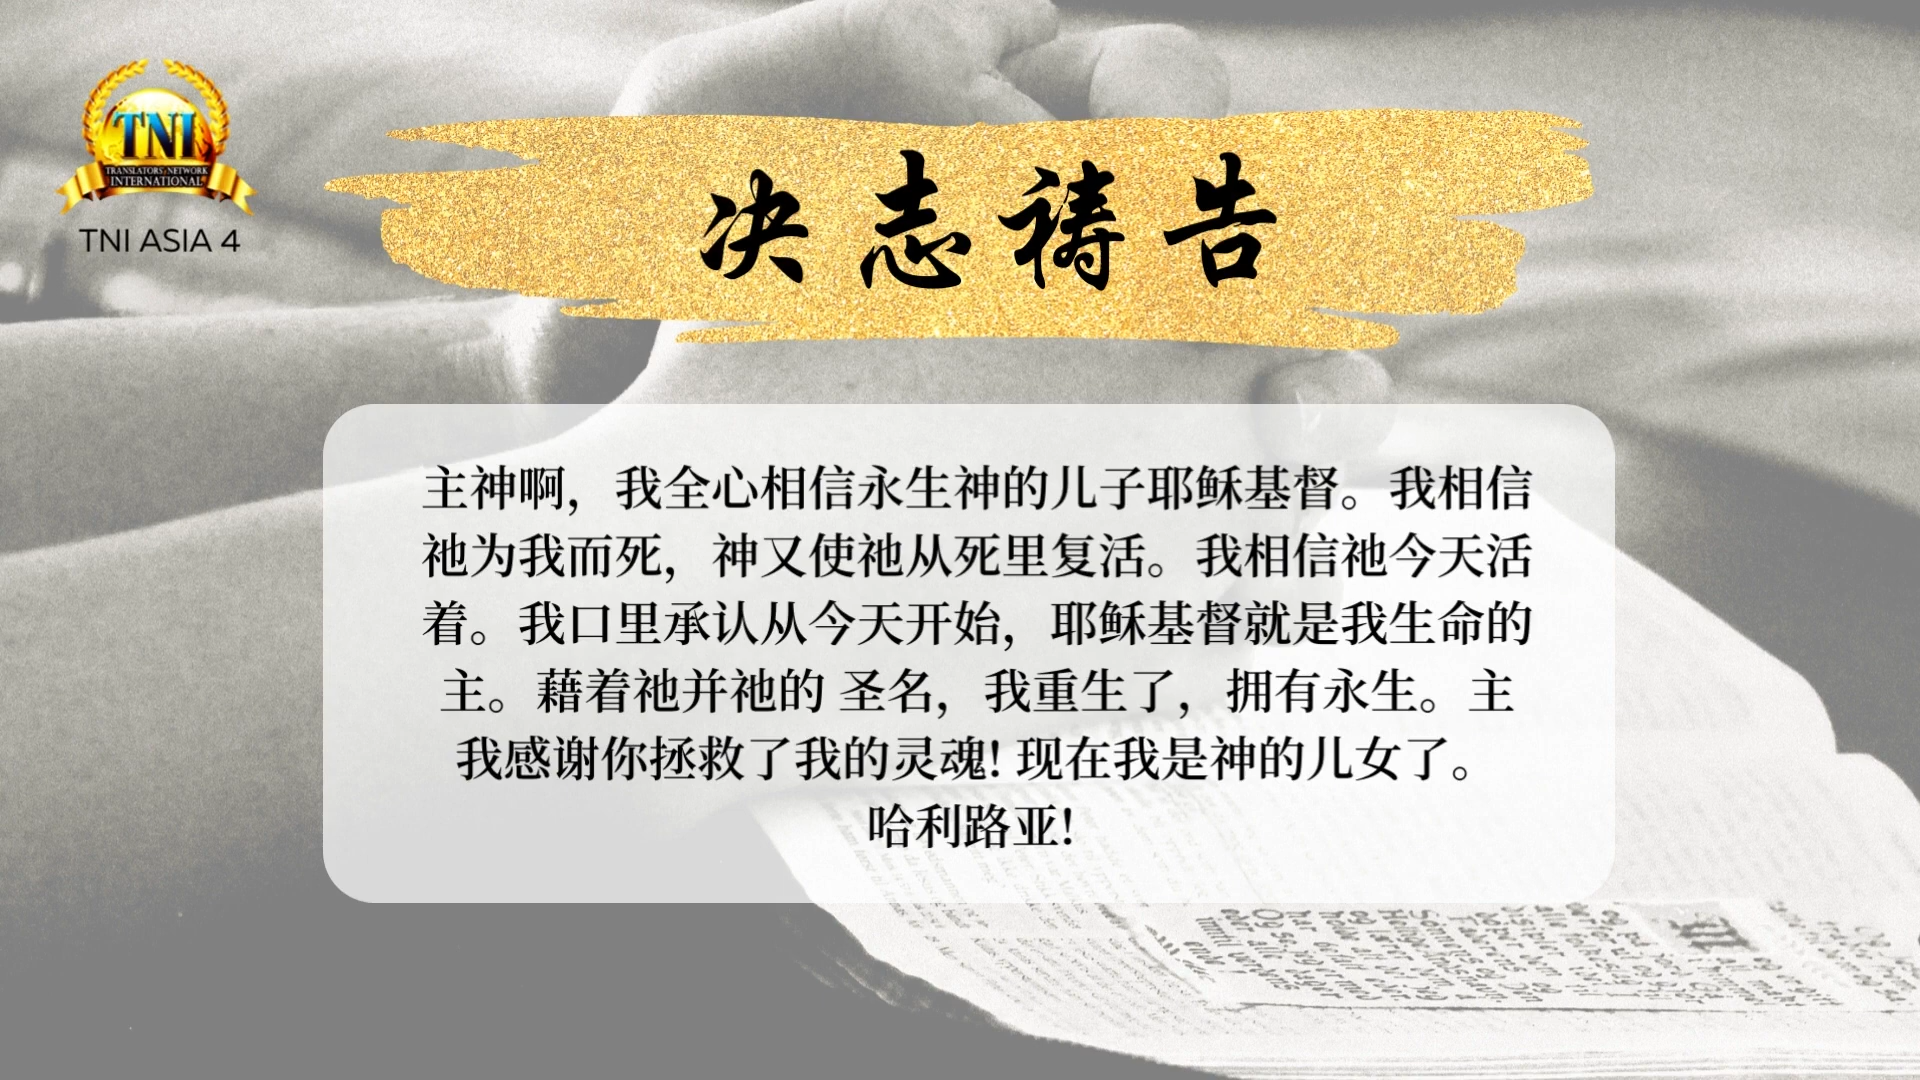 TNI
TRANSLATORS NETWORK
INTERNATIONAL
TNI ASIA 4
决志祷告
主神啊，我全心相信永生神的儿子耶稣基督。我相信
祂为我而死，神又使祂从死里复活。我相信祂今天活
着。我口里承认从今天开始，耶稣基督就是我生命的
主。藉着祂并祂的 圣名，我重生了，拥有永生。主
我感谢你拯救了我的灵魂! 现在我是神的儿女了。
哈利路亚!